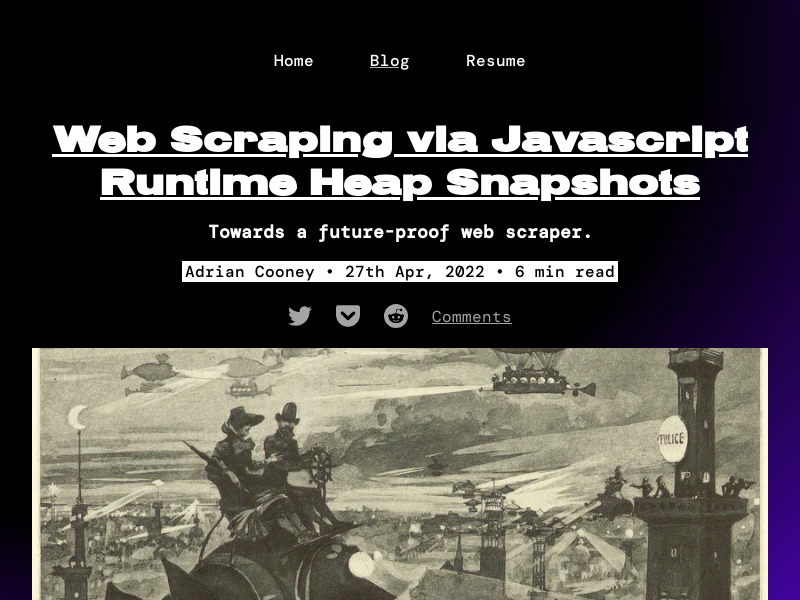 Home Blog Resume
Web Scraping via Javascript
Runtime Heap Snapshots
Towards a future-proof web scraper.
Adrian Cooney • 27th Apr, 2022 • 6 min read
Comments
POLICE